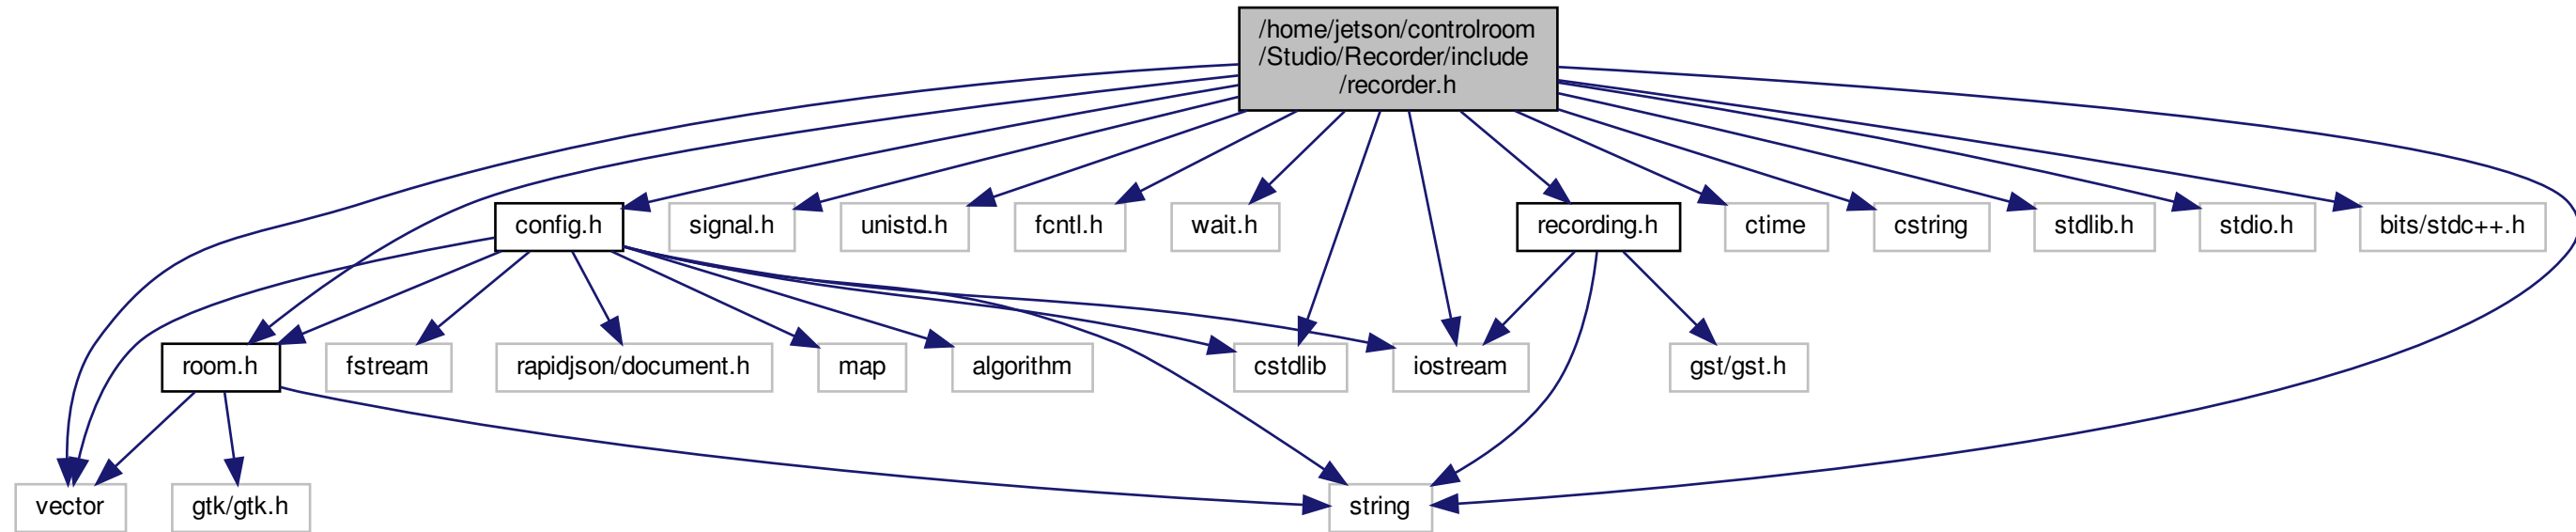 /home/jetson/controlroom
/Studio/Recorder/include
/recorder.h
config.h
signal.h
unistd.h
fcntl.h
wait.h
recording.h
ctime
cstring
stdlib.h
stdio.h
bits/stdc++.h
room.h
fstream
rapidjson/document.h
map
algorithm
cstdlib
iostream
gst/gst.h
vector
gtk/gtk.h
string